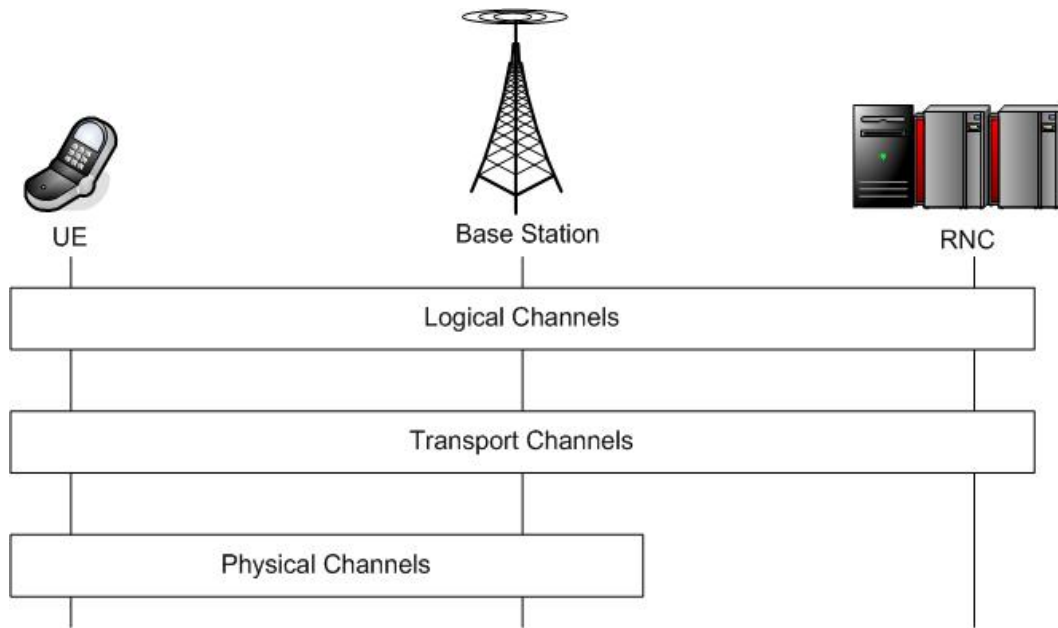 UE
Base Station
RNC
Logical Channels
Transport Channels
Physical Channels